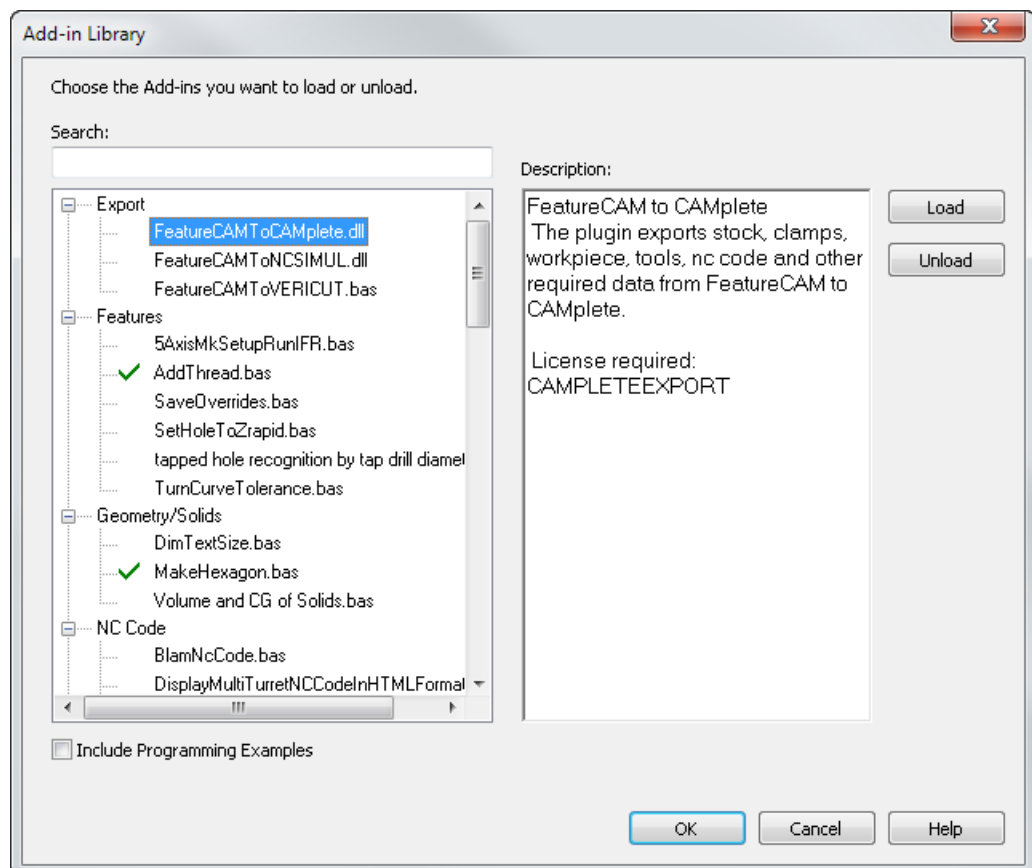 Add-in Library
Choose the Add-ins you want to load or unload.
Search:
Export
FeatureCAMToCAMplete.dll
FeatureCAMToNCSIMUL.dll
FeatureCAMToVERICUT.bas
Features
5AxisMkSetupRunIFR.bas
AddThread.bas
SaveOverrides.bas
SetHoleToZrapid.bas
tapped hole recognition by tap drill diamet
TurnCurveTolerance.bas
Geometry/Solids
DimTextSize.bas
MakeHexagon.bas
Volume and CG of Solids.bas
NC Code
BlamNcCode.bas
DisplayMultiTurretNCCodeInHTMLFormat
Include Programming Examples
Description:
FeatureCAM to CAMplete
The plugin exports stock, clamps,
workpiece, tools, nc code and other
required data from FeatureCAM to
CAMplete.
License required:
CAMPLETEEXPORT
Load
Unload
OK
Cancel
Help